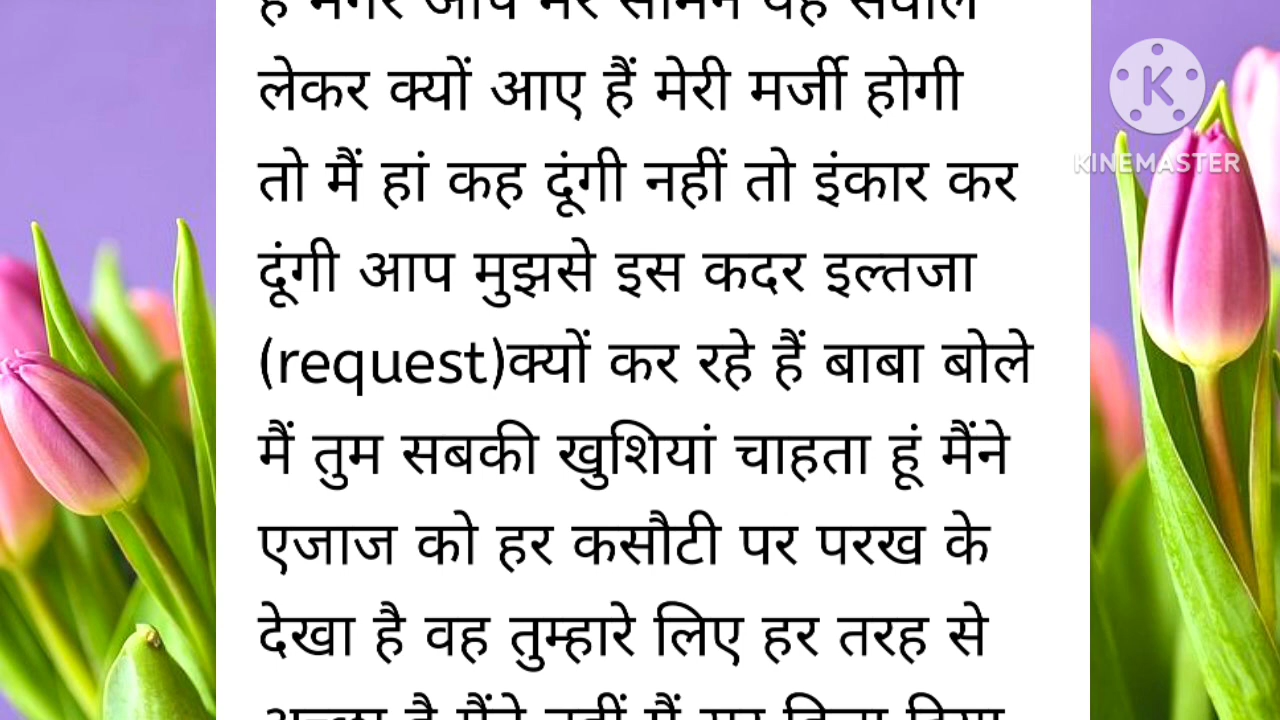 लेकर क्यों आए हैं मेरी मर्जी होगी
तो मैं हां कह दूंगी नहीं तो इंकार कर
दूंगी आप मुझसे इस कदर इल्तजा
(request)क्यों कर रहे हैं बाबा बोले
मैं तुम सबकी खुशियां चाहता हूं मैंने
एजाज को हर कसौटी पर परख के
देखा है वह तुम्हारे लिए हर तरह से
K
KINEMASTER